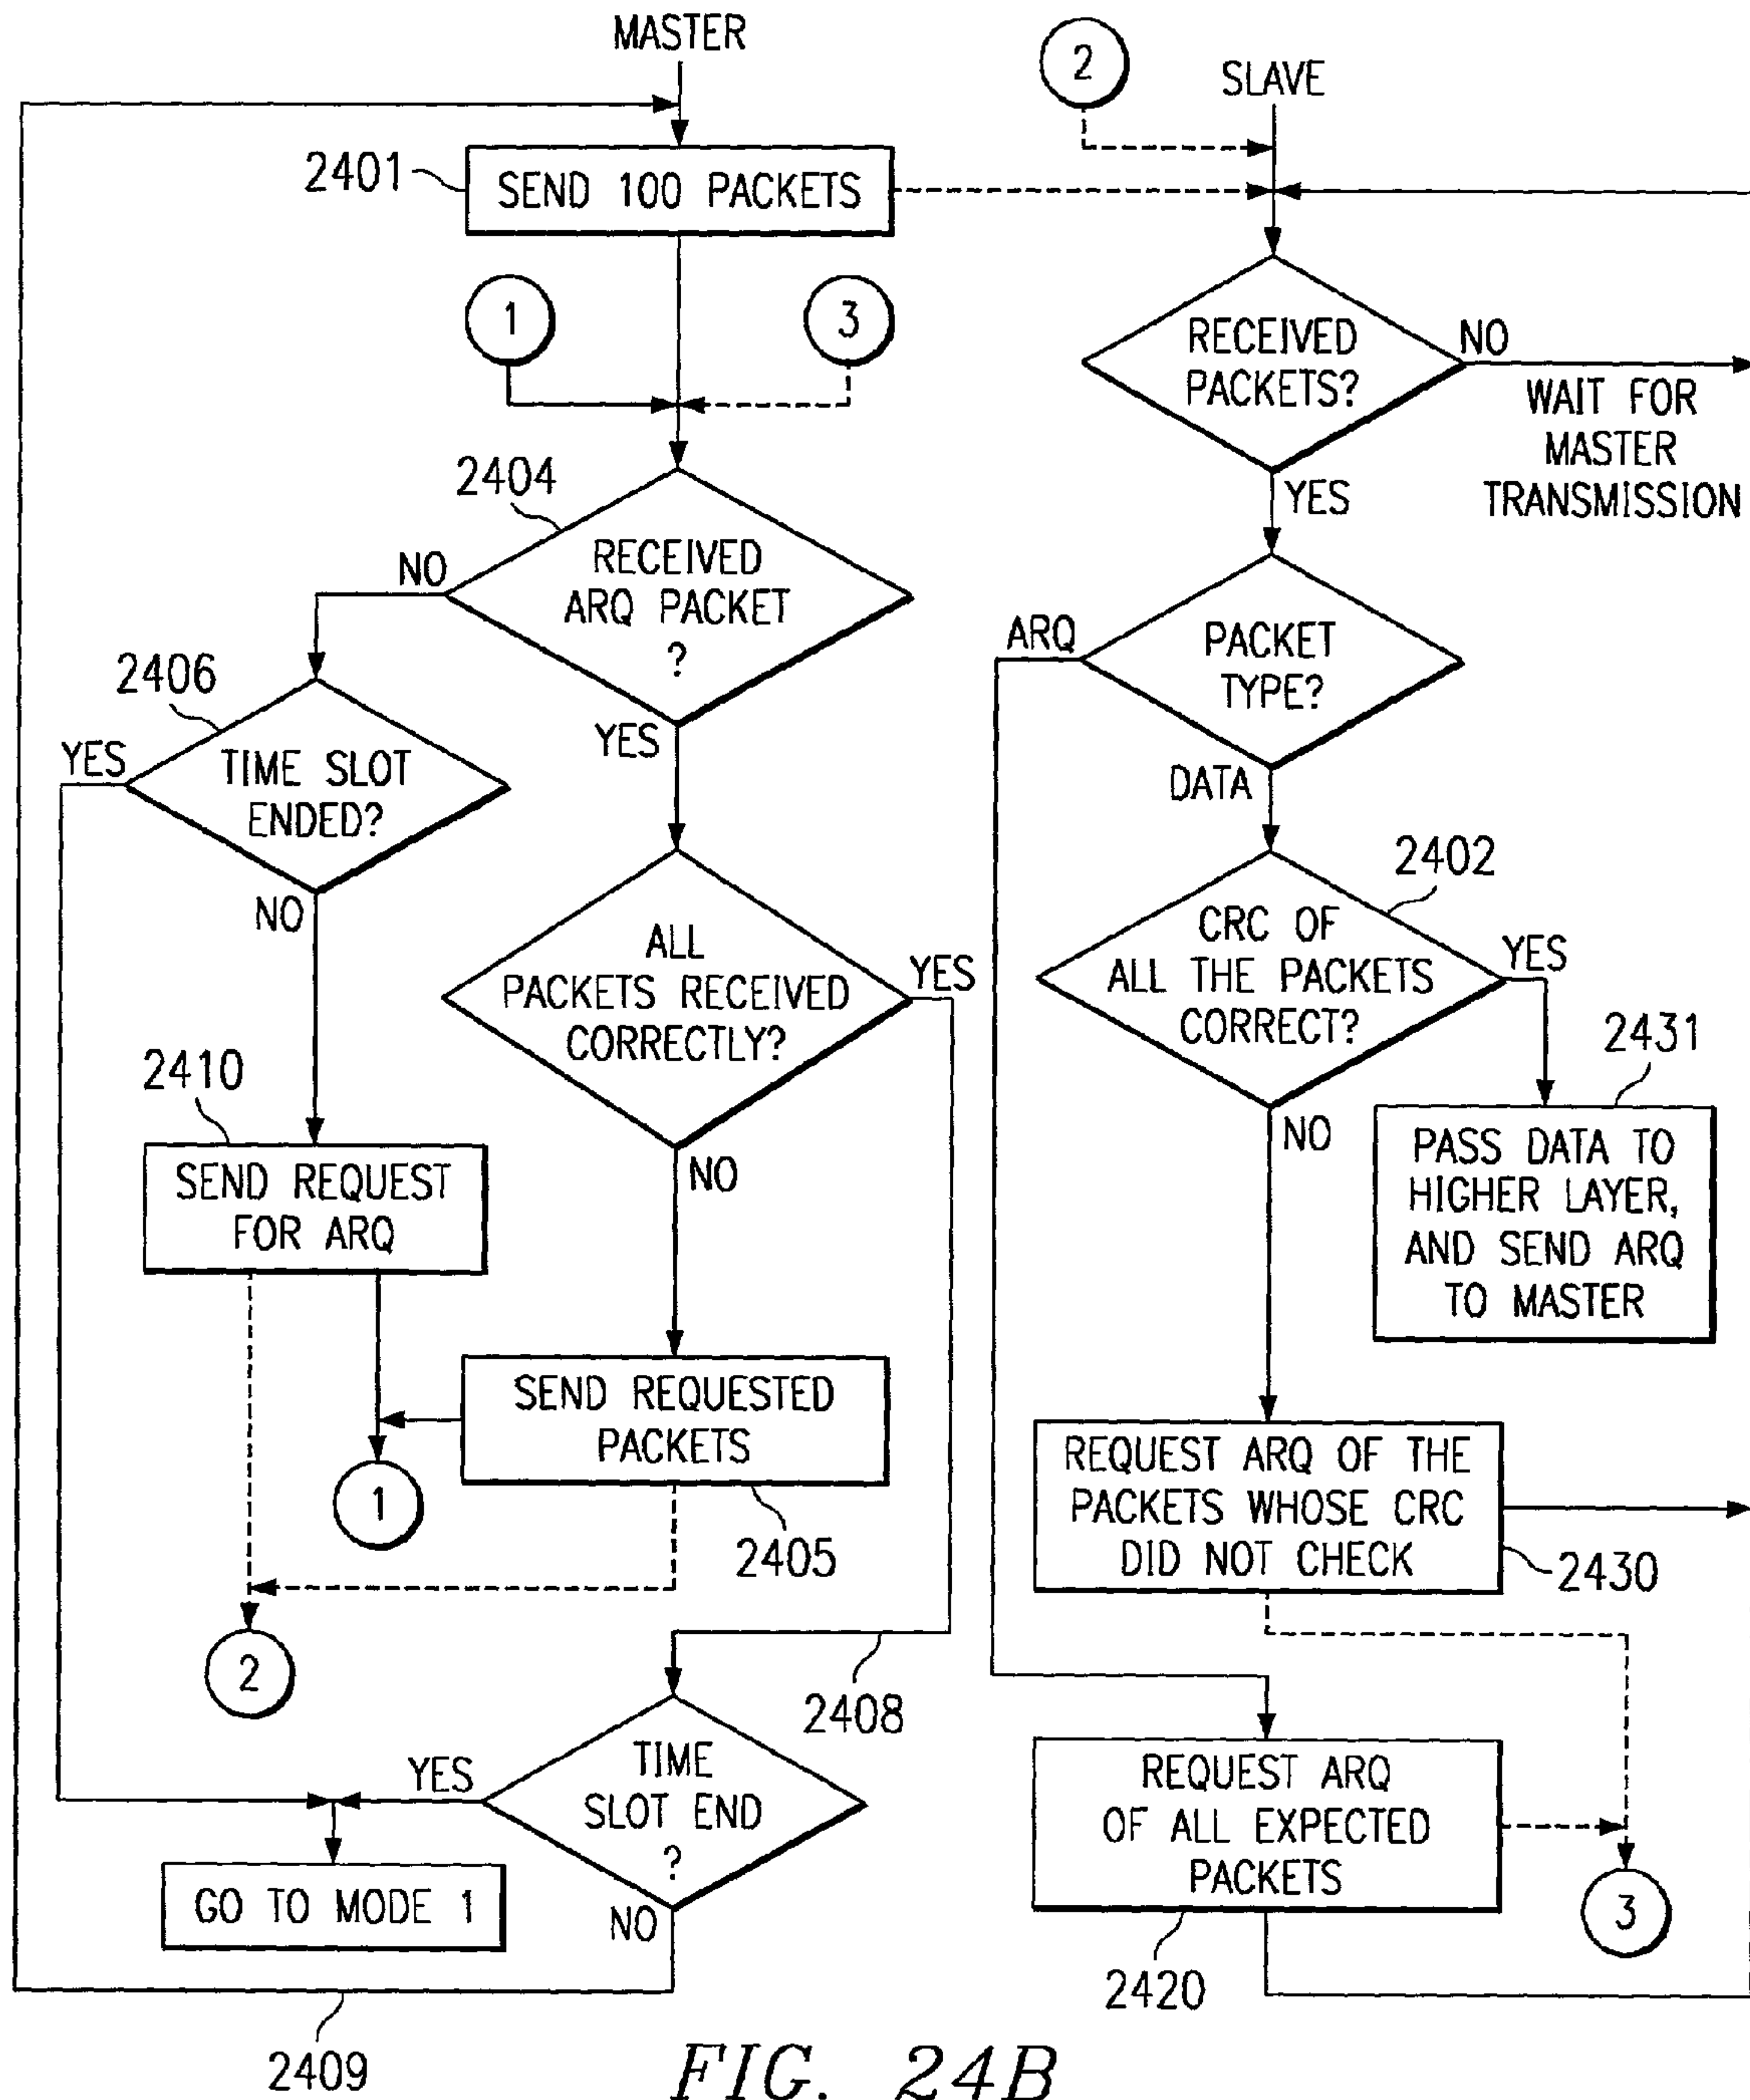 MASTER
2
SLAVE
2401
SEND 100 PACKETS
1
3
RECEIVED
PACKETS?
NO
WAIT FOR
MASTER
TRANSMISSION
YES
2404
RECEIVED
ARQ PACKET
?
NO
YES
PACKET
TYPE?
ARQ
DATA
2406
TIME SLOT
ENDED?
YES
NO
ALL
PACKETS RECEIVED
CORRECTLY?
YES
NO
2402
CRC OF
ALL THE PACKETS
CORRECT?
YES
NO
2431
PASS DATA TO
HIGHER LAYER,
AND SEND ARQ
TO MASTER
2410
SEND REQUEST
FOR ARQ
SEND REQUESTED
PACKETS
2405
1
2
REQUEST ARQ OF THE
PACKETS WHOSE CRC
DID NOT CHECK
2430
2408
TIME
SLOT END
?
YES
NO
GO TO MODE 1
2409
REQUEST ARQ
OF ALL EXPECTED
PACKETS
2420
3
FIG. 24B